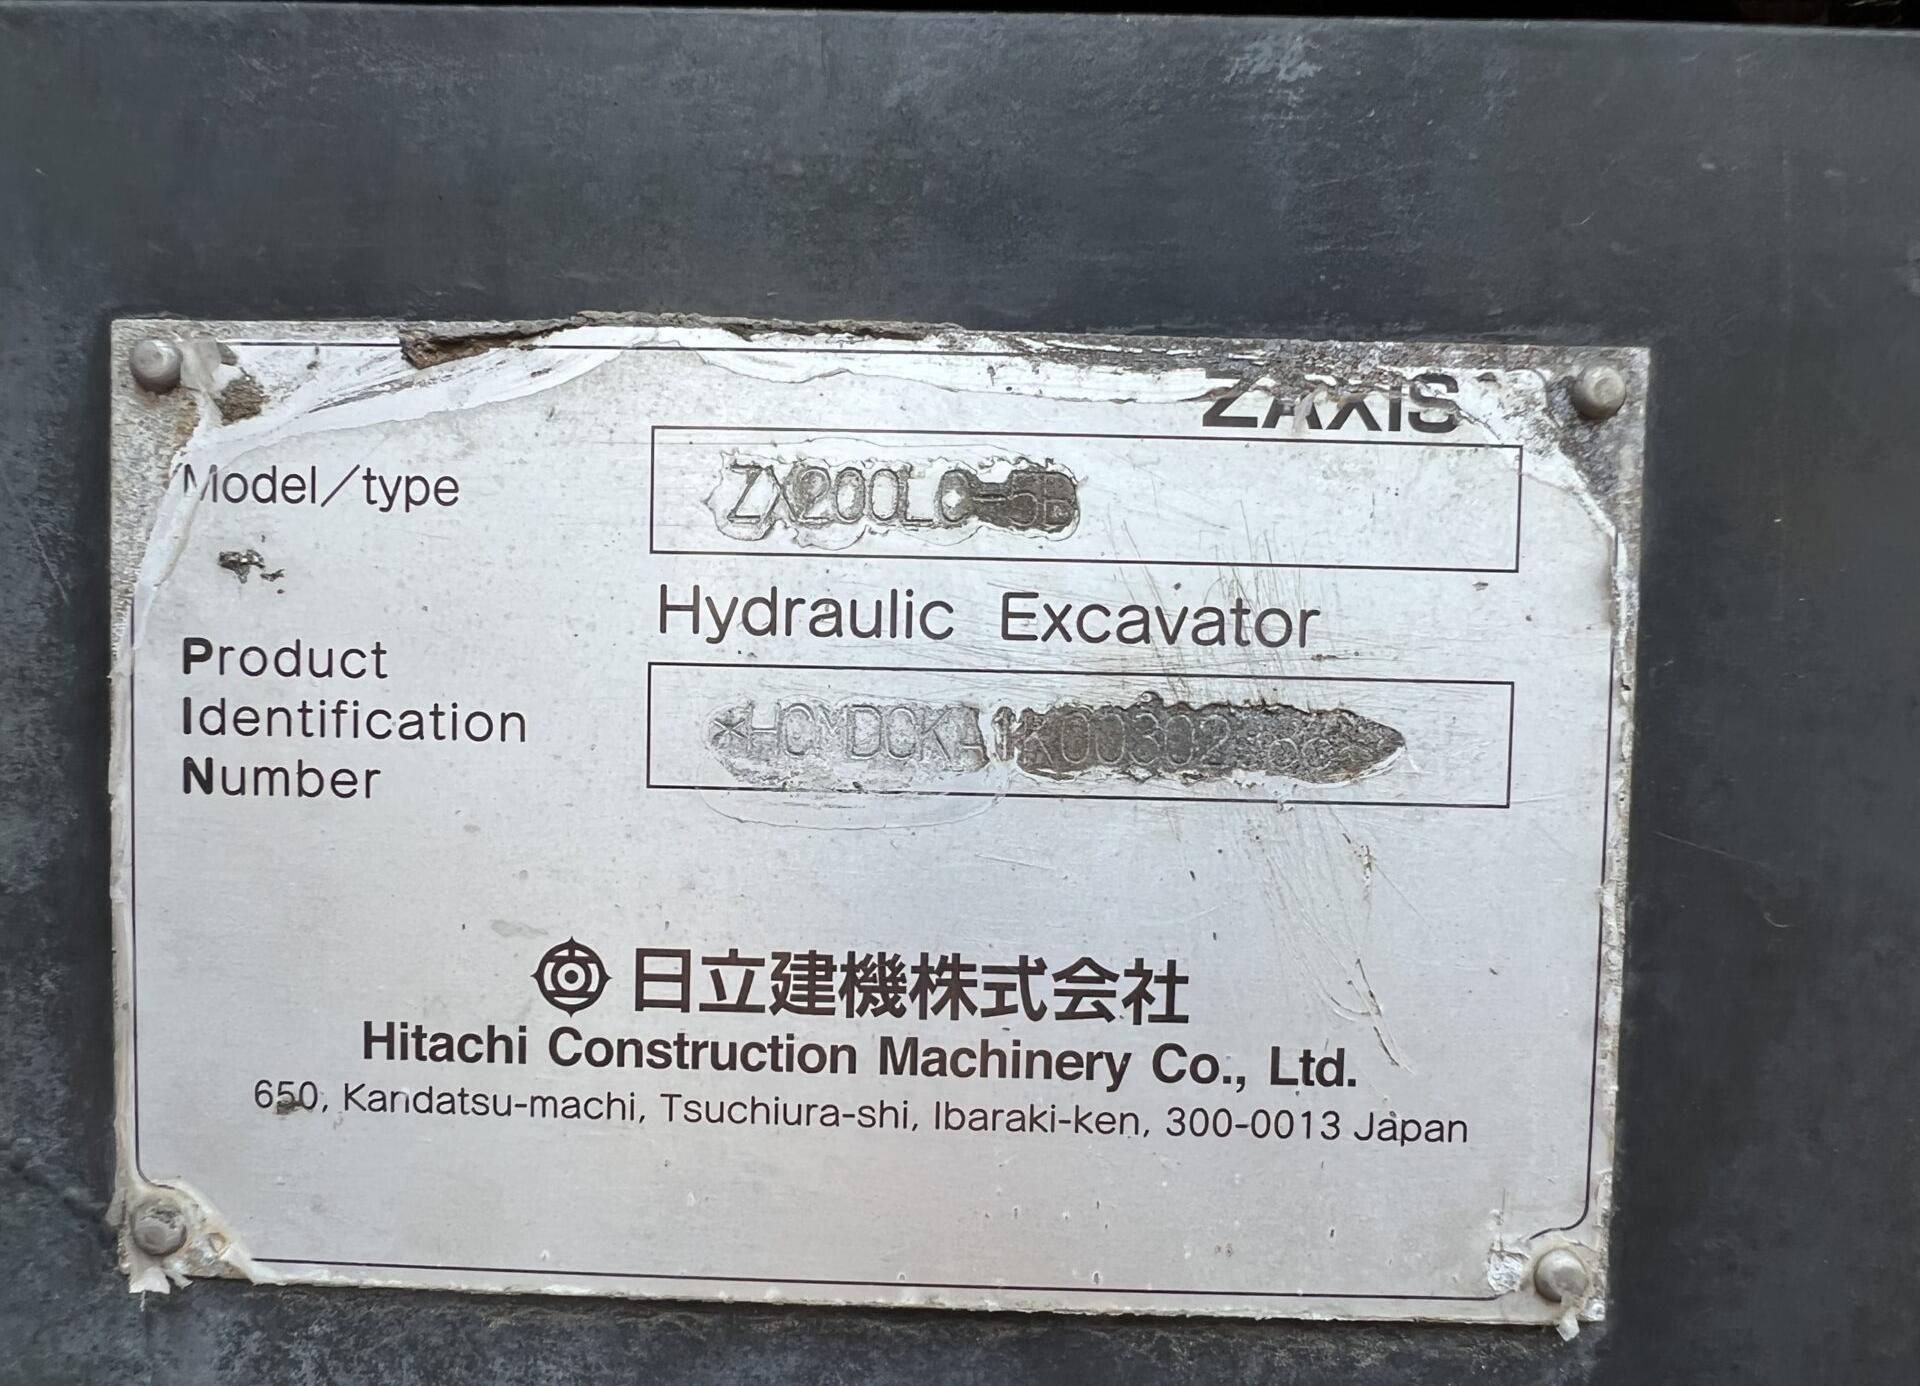 ZAXIS
Model/type
ZX200LC-5B
Hydraulic Excavator
Product
Identification
Number
日立建機株式会社
Hitachi Construction Machinery Co., Ltd.
650, Kandatsu-machi, Tsuchiura-shi, Ibaraki-ken, 300-0013 Japan